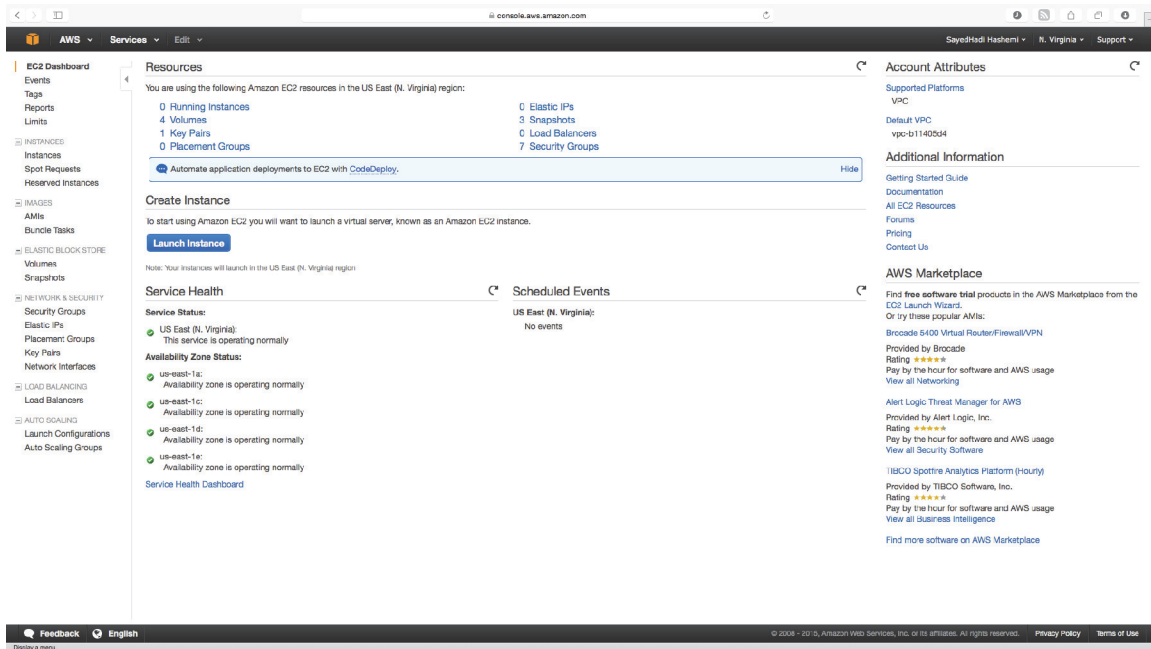 console.aws.amazon.com
AWS Services Edit SayedHadi Hashemi N. Virginia Support
EC2 Dashboard
Events
Tags
Reports
Limits
INSTANCES
Instances
Spot Requests
Reserved Instances
IMAGES
AMIs
Bundle Tasks
ELASTIC BLOCK STORE
Volumes
Snapshots
NETWORK & SECURITY
Security Groups
Elastic IPs
Placement Groups
Key Pairs
Network Interfaces
LOAD BALANCING
Load Balancers
AUTO SCALING
Launch Configurations
Auto Scaling Groups
Resources
You are using the following Amazon EC2 resources in the US East (N. Virginia) region:
0 Running Instances
4 Volumes
1 Key Pairs
0 Placement Groups
0 Elastic IPs
3 Snapshots
0 Load Balancers
7 Security Groups
Automate application deployments to EC2 with CodeDeploy. Hide
Create Instance
To start using Amazon EC2 you will want to launch a virtual server, known as an Amazon EC2 instance.
Launch Instance
Note: Your instances will launch in the US East (N. Virginia) region
Service Health
Service Status:
US East (N. Virginia):
This service is operating normally
Availability Zone Status:
us-east-1a:
Availability zone is operating normally
us-east-1c:
Availability zone is operating normally
us-east-1d:
Availability zone is operating normally
us-east-1e:
Availability zone is operating normally
Service Health Dashboard
Scheduled Events
US East (N. Virginia):
No events
Account Attributes
Supported Platforms
VPC
Default VPC
vpc-b11408d4
Additional Information
Getting Started Guide
Documentation
All EC2 Resources
Forums
Pricing
Contact Us
AWS Marketplace
Find free software trial products in the AWS Marketplace from the
EC2 Launch Wizard.
Or try these popular AMIs:
Brocade 5400 Virtual Router/Firewall/VPN
Provided by Brocade
Rating
Pay by the hour for software and AWS usage
View all Networking
Alert Logic Threat Manager for AWS
Provided by Alert Logic, Inc.
Rating
Pay by the hour for software and AWS usage
View all Security Software
TIBCO Spotfire Analytics Platform (Hourly)
Provided by TIBCO Software, Inc.
Rating
Pay by the hour for software and AWS usage
View all Business Intelligence
Find more software on AWS Marketplace
Feedback English © 2008 - 2015, Amazon Web Services, Inc. or its affiliates. All rights reserved. Privacy Policy Terms of Use
Display a menu